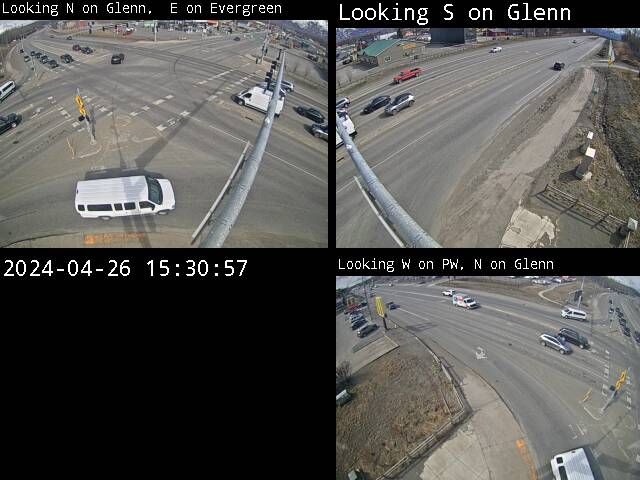 Looking N on Glenn,  E on Evergreen
Looking S on Glenn
2024-04-26 15:30:57
Looking W on PW, N on Glenn